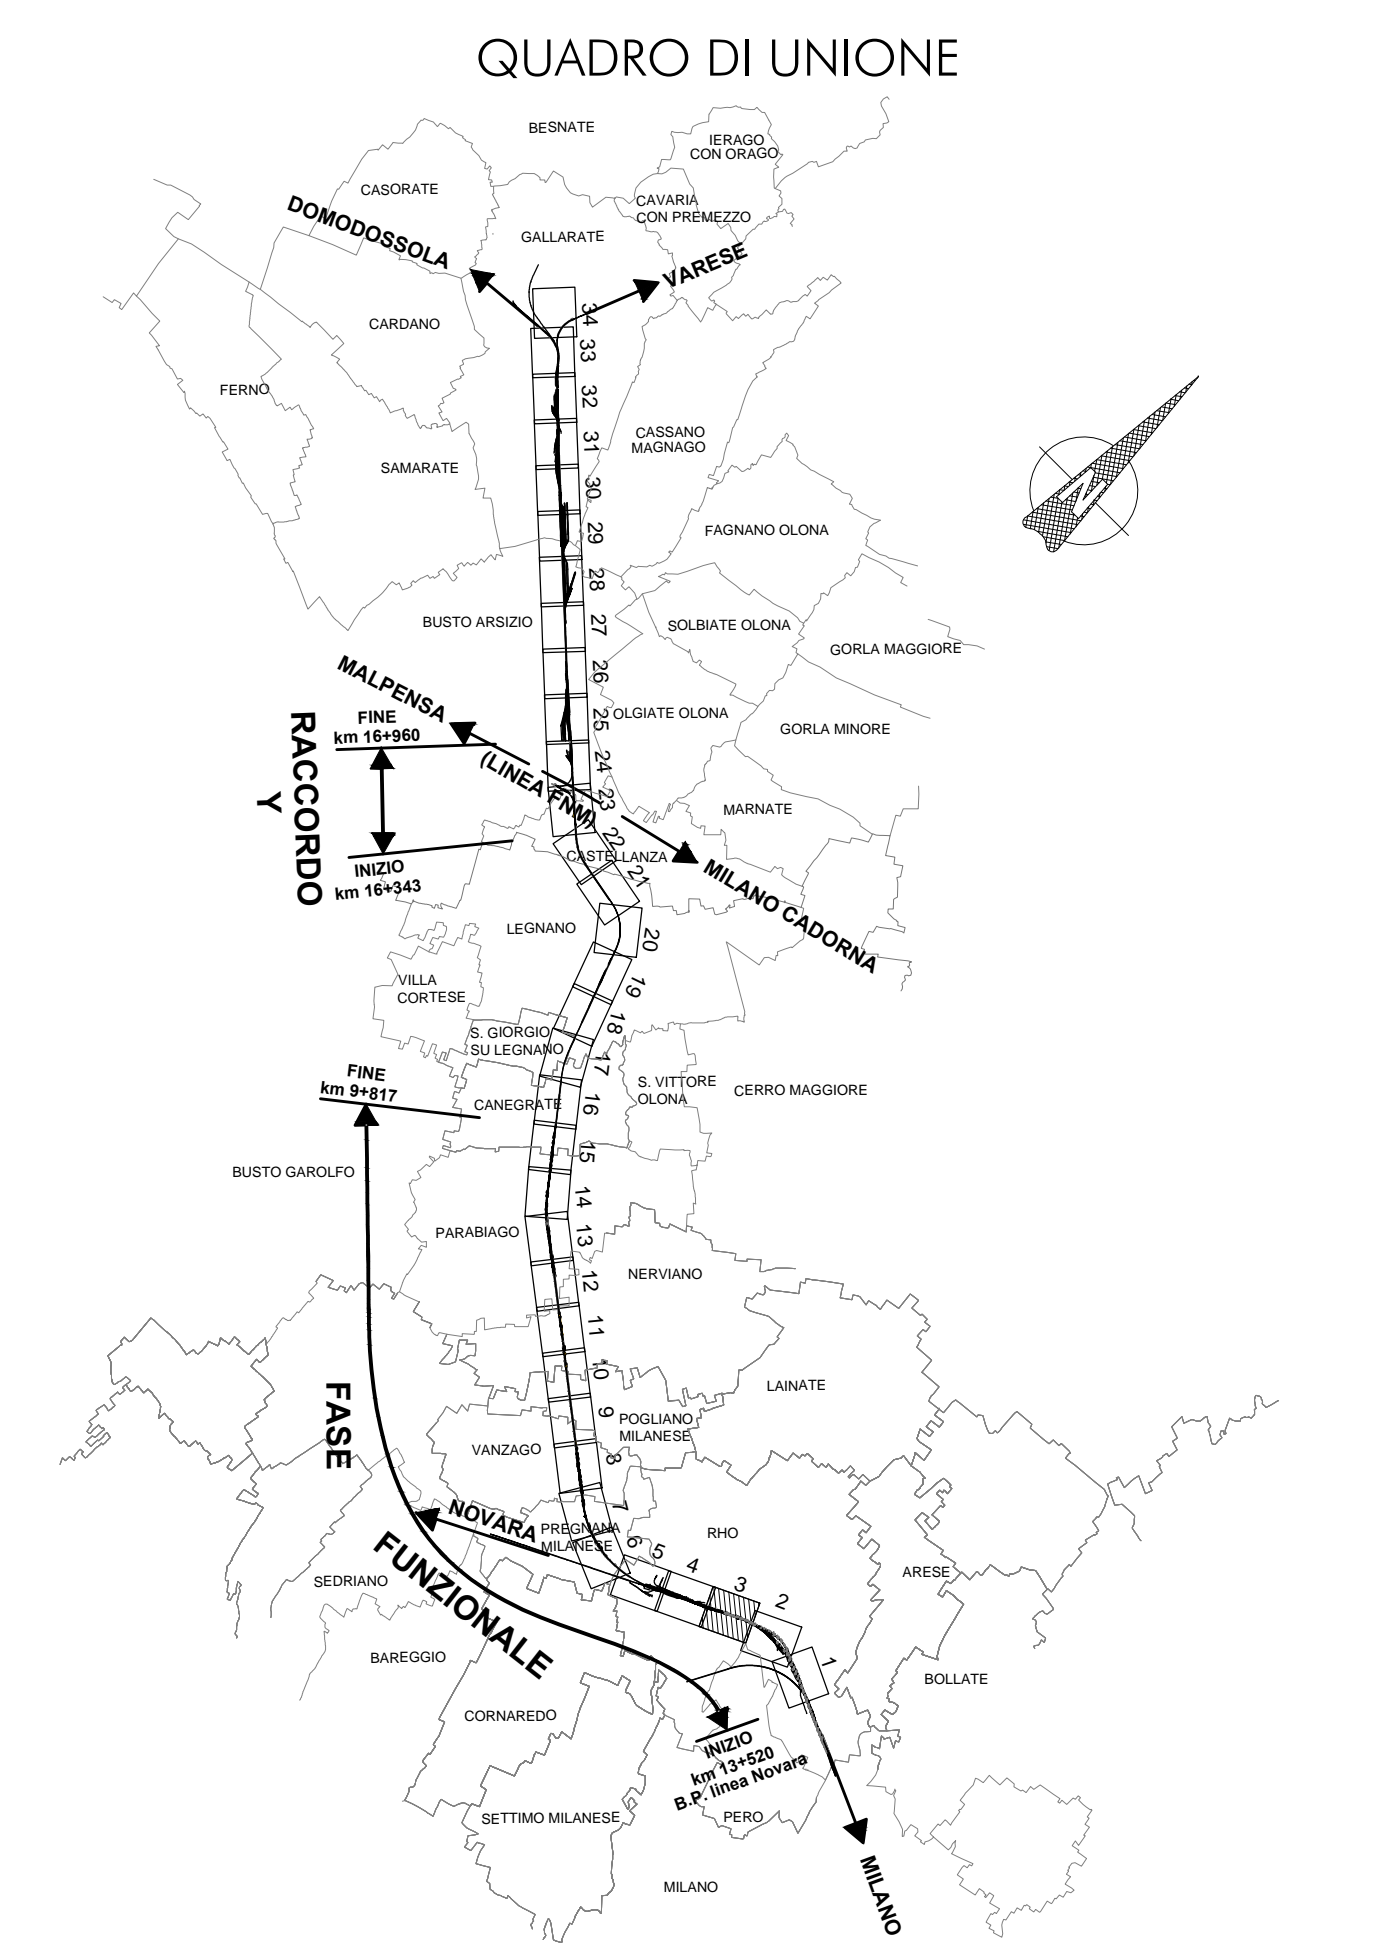 QUADRO DI UNIONE
BESNATE
IERAGO
CON ORAGO
CASORATE
CAVARIA
CON PREMEZZO
DOMODOSSOLA
GALLARATE
VARESE
34
CARDANO
33
FERNO
32
CASSANO
MAGNAGO
31
SAMARATE
30
FAGNANO OLONA
29
28
BUSTO ARSIZIO
27
SOLBIATE OLONA
GORLA MAGGIORE
26
MALPENSA
OLGIATE OLONA
25
GORLA MINORE
FINE
km 16+960
RACCORDO
Y
(LINEA FNM)
24
23
MARNATE
22
CASTELLANZA
21
INIZIO
km 16+343
MILANO CADORNA
LEGNANO
20
VILLA
CORTESE
19
18
S. GIORGIO
SU LEGNANO
17
FINE
km 9+817
S. VITTORE
OLONA
CERRO MAGGIORE
CANEGRATE
16
15
BUSTO GAROLFO
14
PARABIAGO
13
NERVIANO
12
11
10
LAINATE
FASE
9
POGLIANO
MILANESE
VANZAGO
8
7
NOVARA
PREGNANA
MILANESE
RHO
6
5
4
3
2
1
ARESE
SEDRIANO
FUNZIONALE
BAREGGIO
BOLLATE
CORNAREDO
INIZIO
km 13+520
B.P. linea Novara
SETTIMO MILANESE
PERO
MILANO
MILANO
N